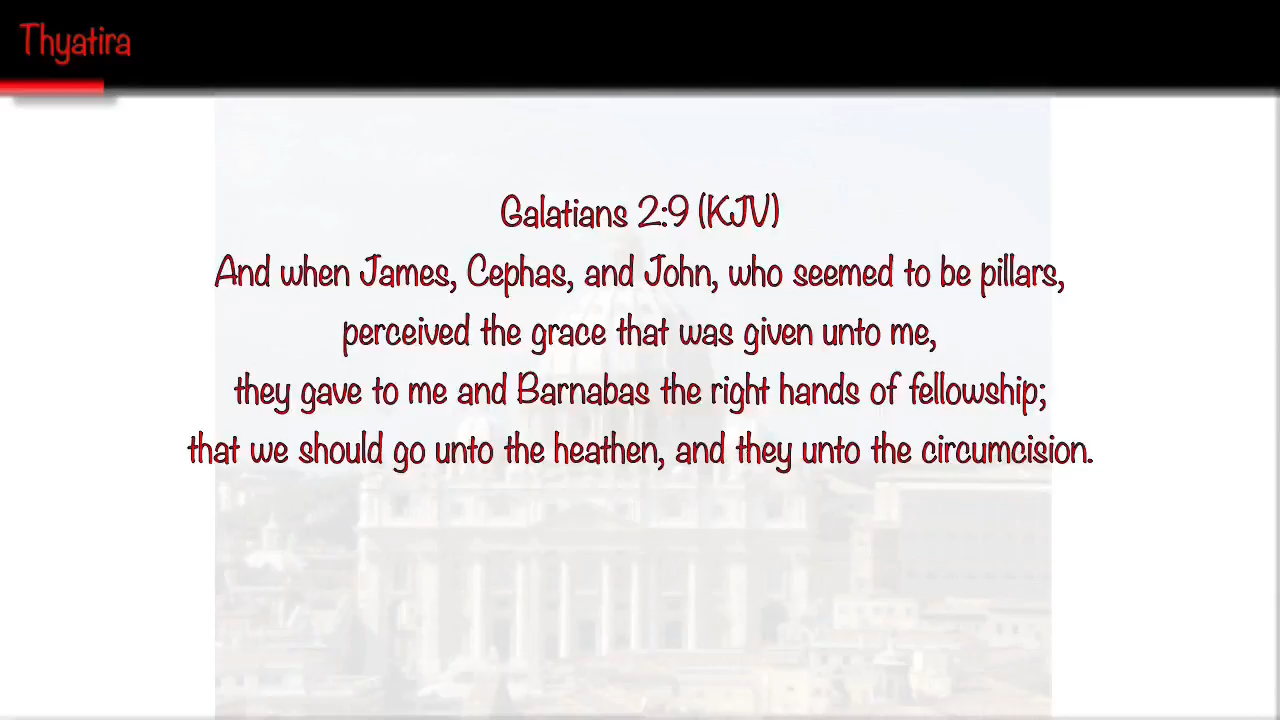 Thyatira
Galatians 2:9 (KJV)
And when James, Cephas, and John, who seemed to be pillars,
perceived the grace that was given unto me,
they gave to me and Barnabas the right hands of fellowship;
that we should go unto the heathen, and they unto the circumcision.